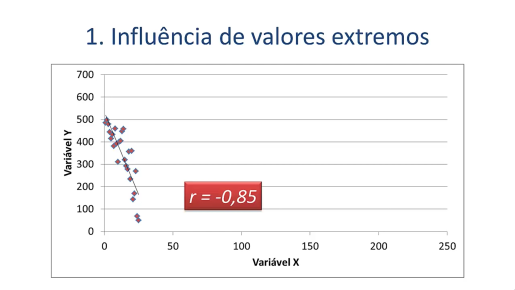 1. Influência de valores extremos
700
600
500
400
300
200
100
0
Variável Y
r = -0,85
0 50 100 150 200 250
Variável X